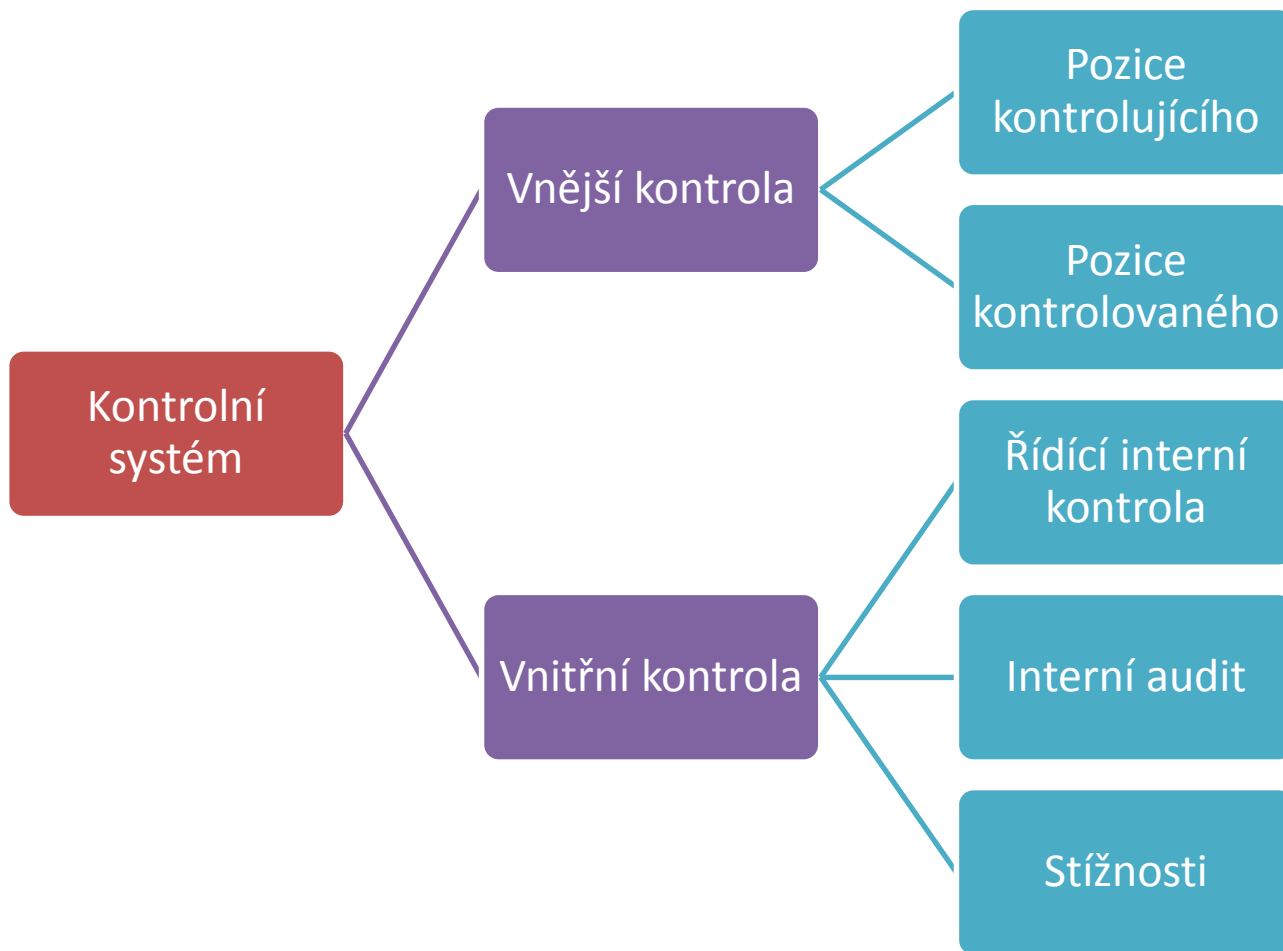 Kontrolní
systém
Vnější kontrola
Pozice
kontrolujícího
Pozice
kontrolovaného
Vnitřní kontrola
Řídící interní
kontrola
Interní audit
Stížnosti